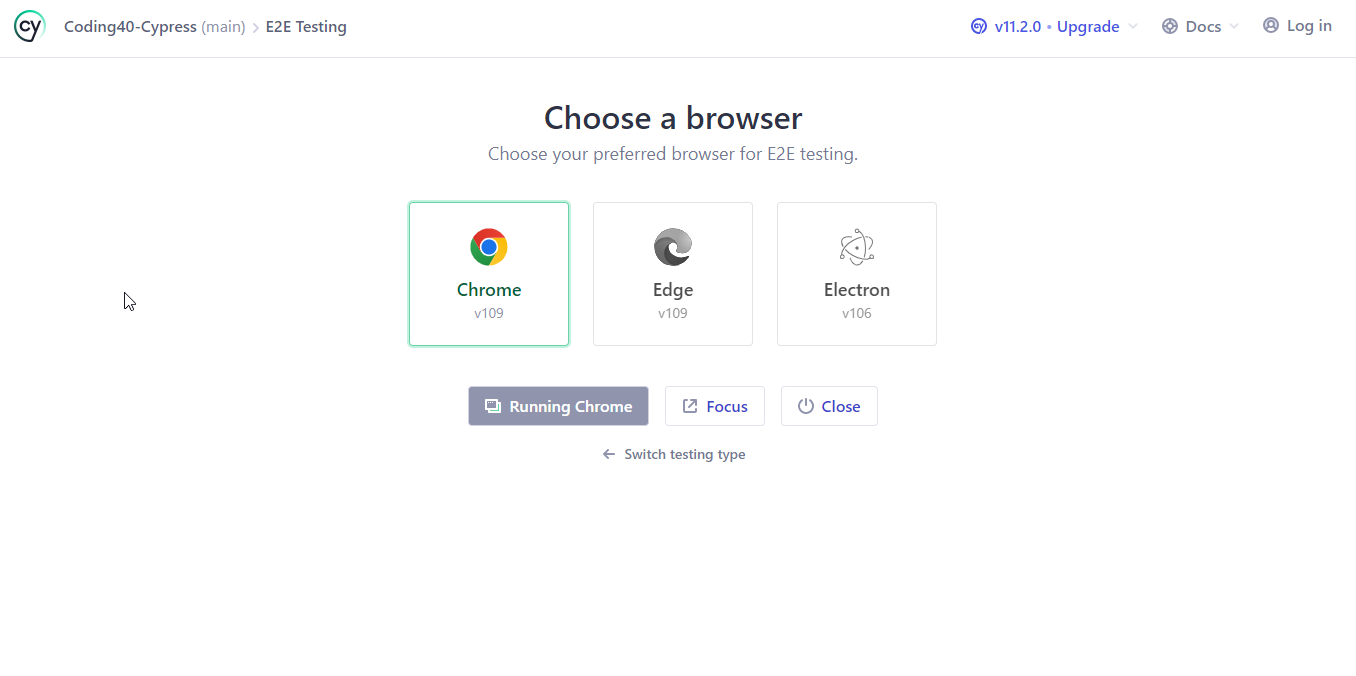 cy Coding40-Cypress (main) > E2E Testing v11.2.0 • Upgrade Docs Log in
Choose a browser
Choose your preferred browser for E2E testing.
Chrome Edge Electron
v109 v109 v106
Running Chrome Focus Close
← Switch testing type